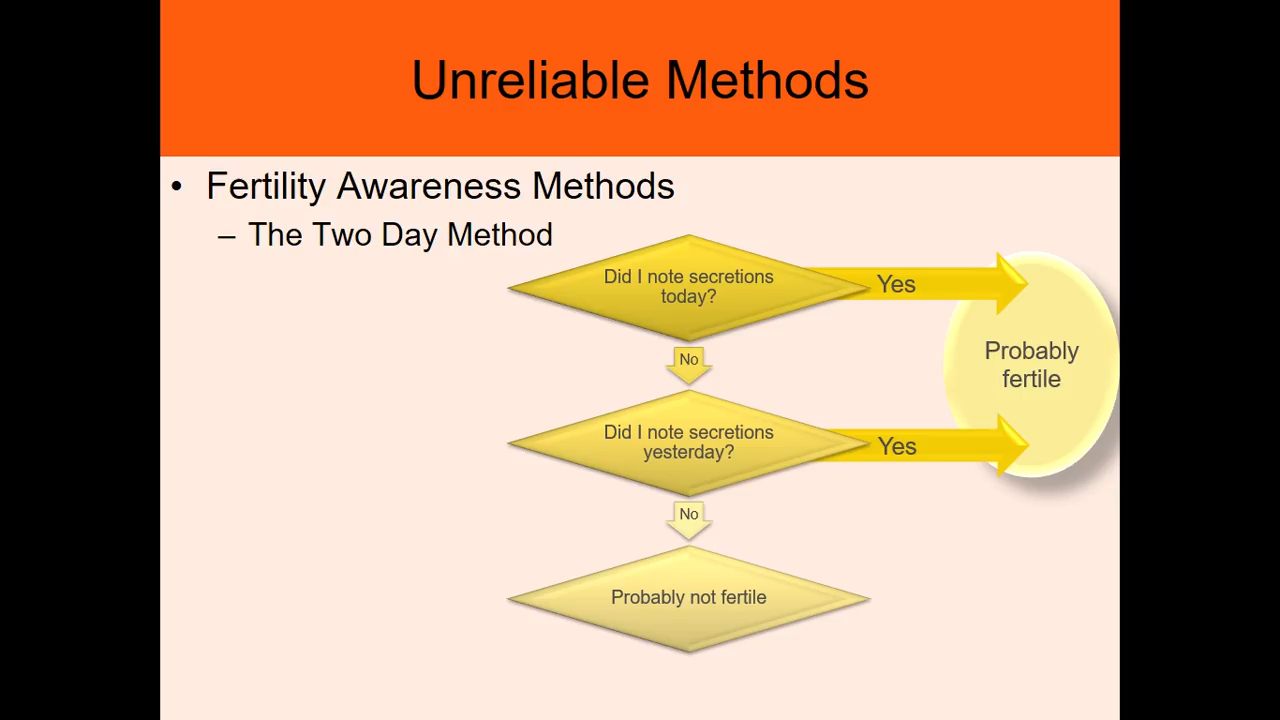 Unreliable Methods
• Fertility Awareness Methods
– The Two Day Method
Did I note secretions
today?
Yes
No
Probably
fertile
Did I note secretions
yesterday?
Yes
No
Probably not fertile